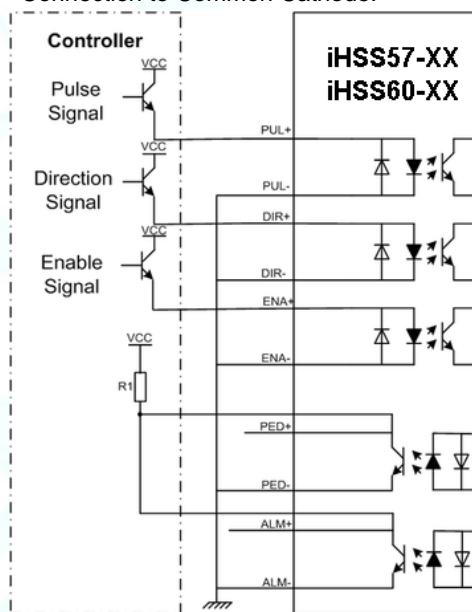 Connection to Common Cathode:
Controller
iHSS57-XX
iHSS60-XX
VCC
Pulse
Signal
PUL+
VCC
Direction
Signal
PUL-
DIR+
VCC
Enable
Signal
DIR-
ENA+
VCC
ENA-
R1
PED+
PED-
ALM+
ALM-